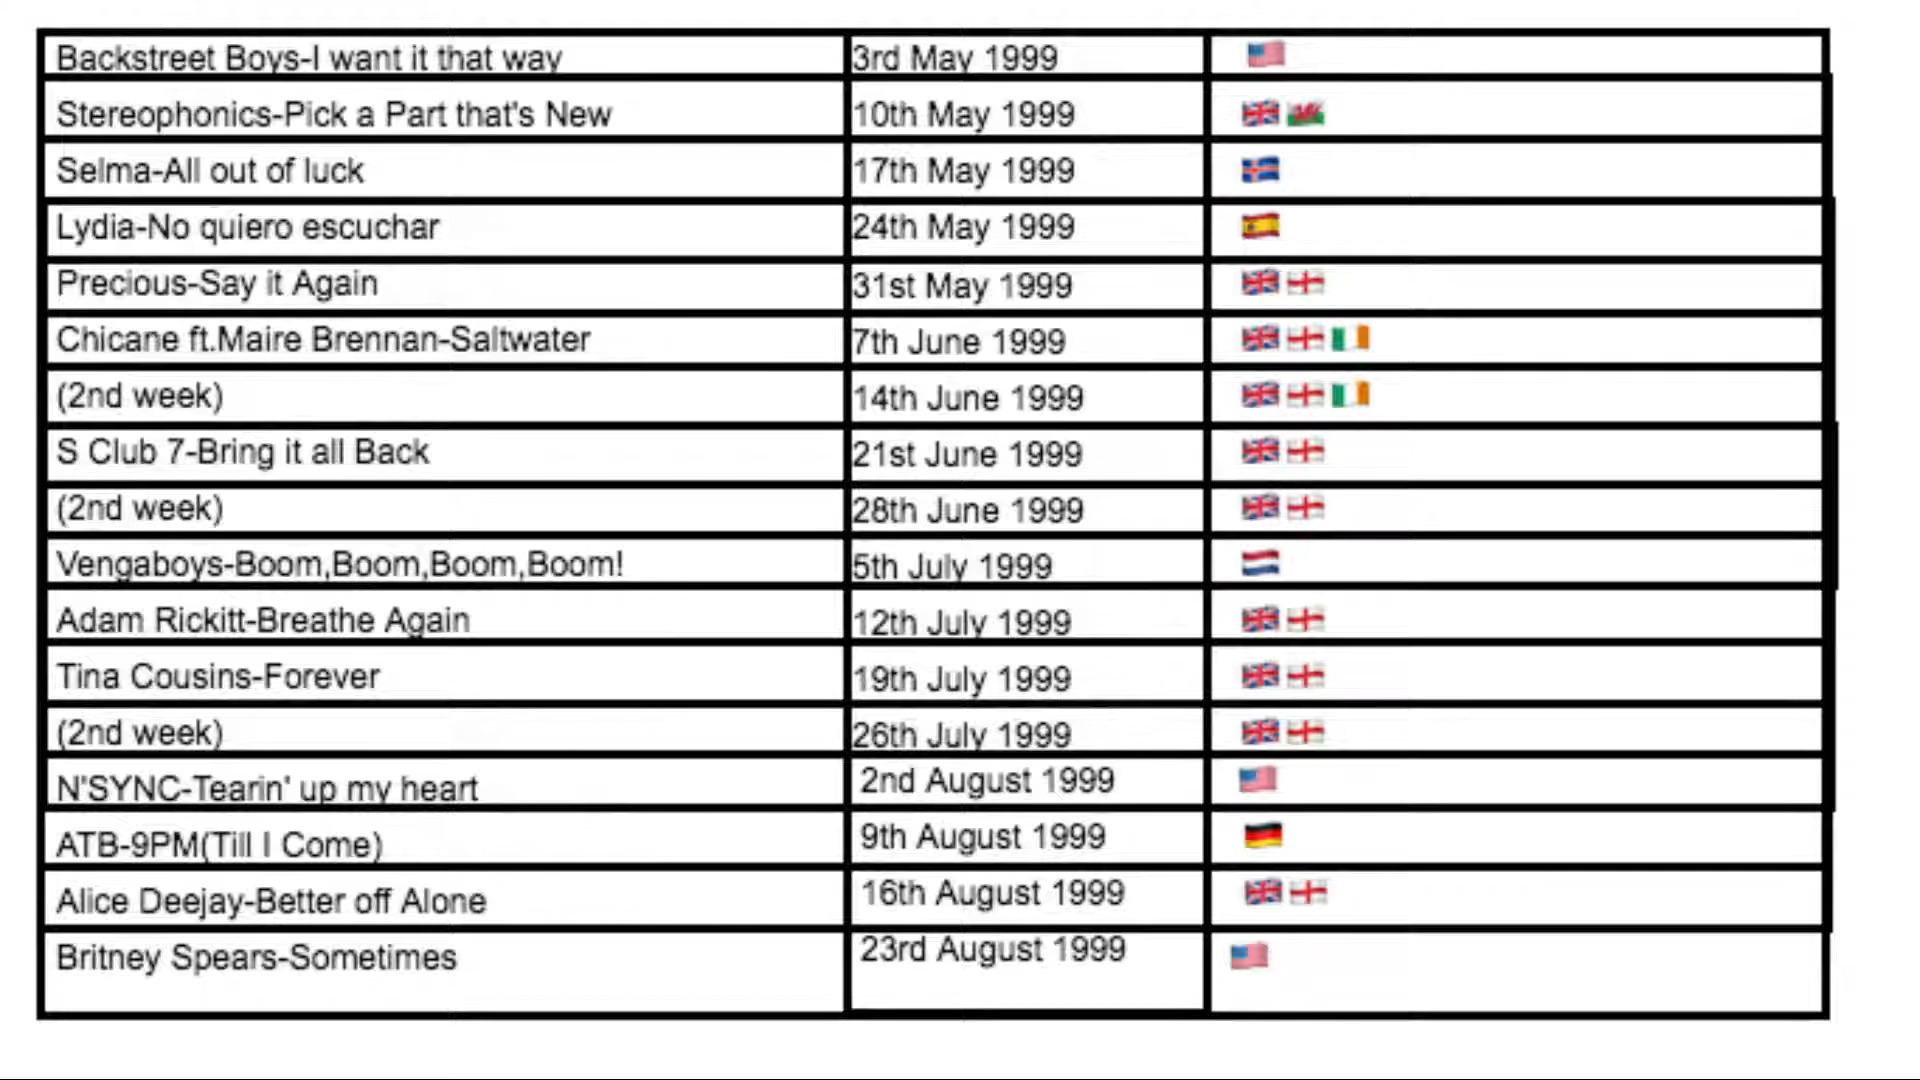 Backstreet Boys-I want it that way 3rd May 1999
Stereophonics-Pick a Part that's New 10th May 1999
Selma-All out of luck 17th May 1999
Lydia-No quiero escuchar 24th May 1999
Precious-Say it Again 31st May 1999
Chicane ft.Maire Brennan-Saltwater 7th June 1999
(2nd week) 14th June 1999
S Club 7-Bring it all Back 21st June 1999
(2nd week) 28th June 1999
Vengaboys-Boom,Boom,Boom,Boom! 5th July 1999
Adam Rickitt-Breathe Again 12th July 1999
Tina Cousins-Forever 19th July 1999
(2nd week) 26th July 1999
N'SYNC-Tearin' up my heart 2nd August 1999
ATB-9PM(Till I Come) 9th August 1999
Alice Deejay-Better off Alone 16th August 1999
Britney Spears-Sometimes 23rd August 1999